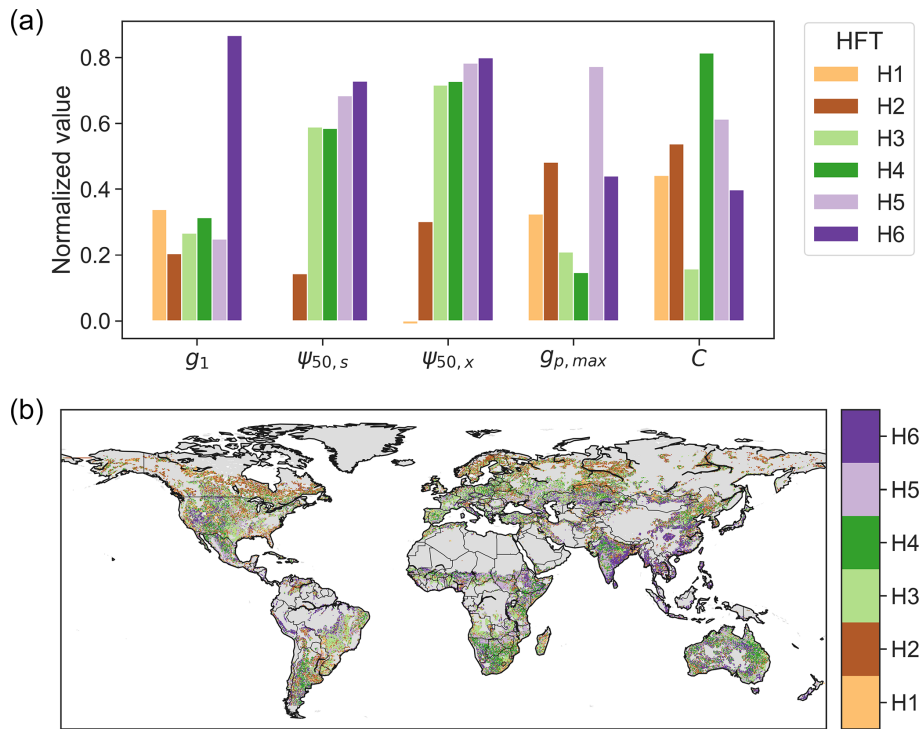 (a)
Normalized value
0.8
0.6
0.4
0.2
0.0
g1
ψ50, s
ψ50, x
gp, max
C
HFT
H1
H2
H3
H4
H5
H6
(b)
H6
H5
H4
H3
H2
H1